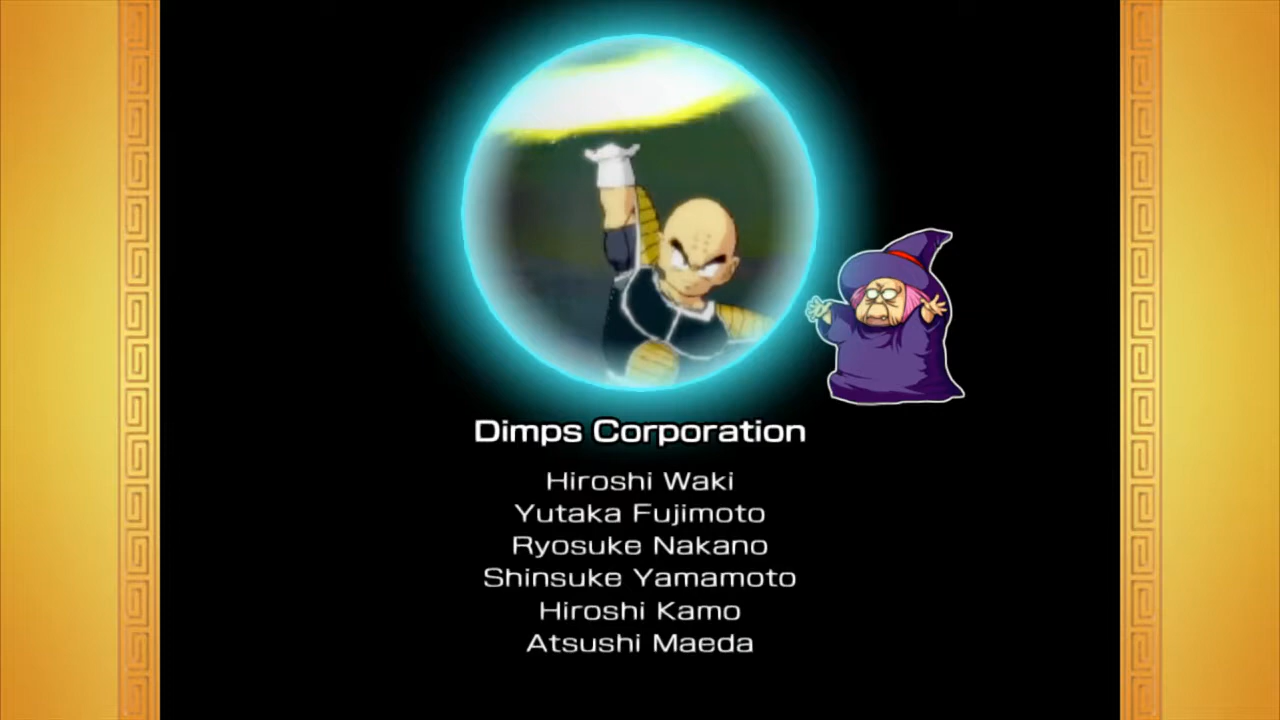 Dimps Corporation
Hiroshi Waki
Yutaka Fujimoto
Ryosuke Nakano
Shinsuke Yamamoto
Hiroshi Kamo
Atsushi Maeda